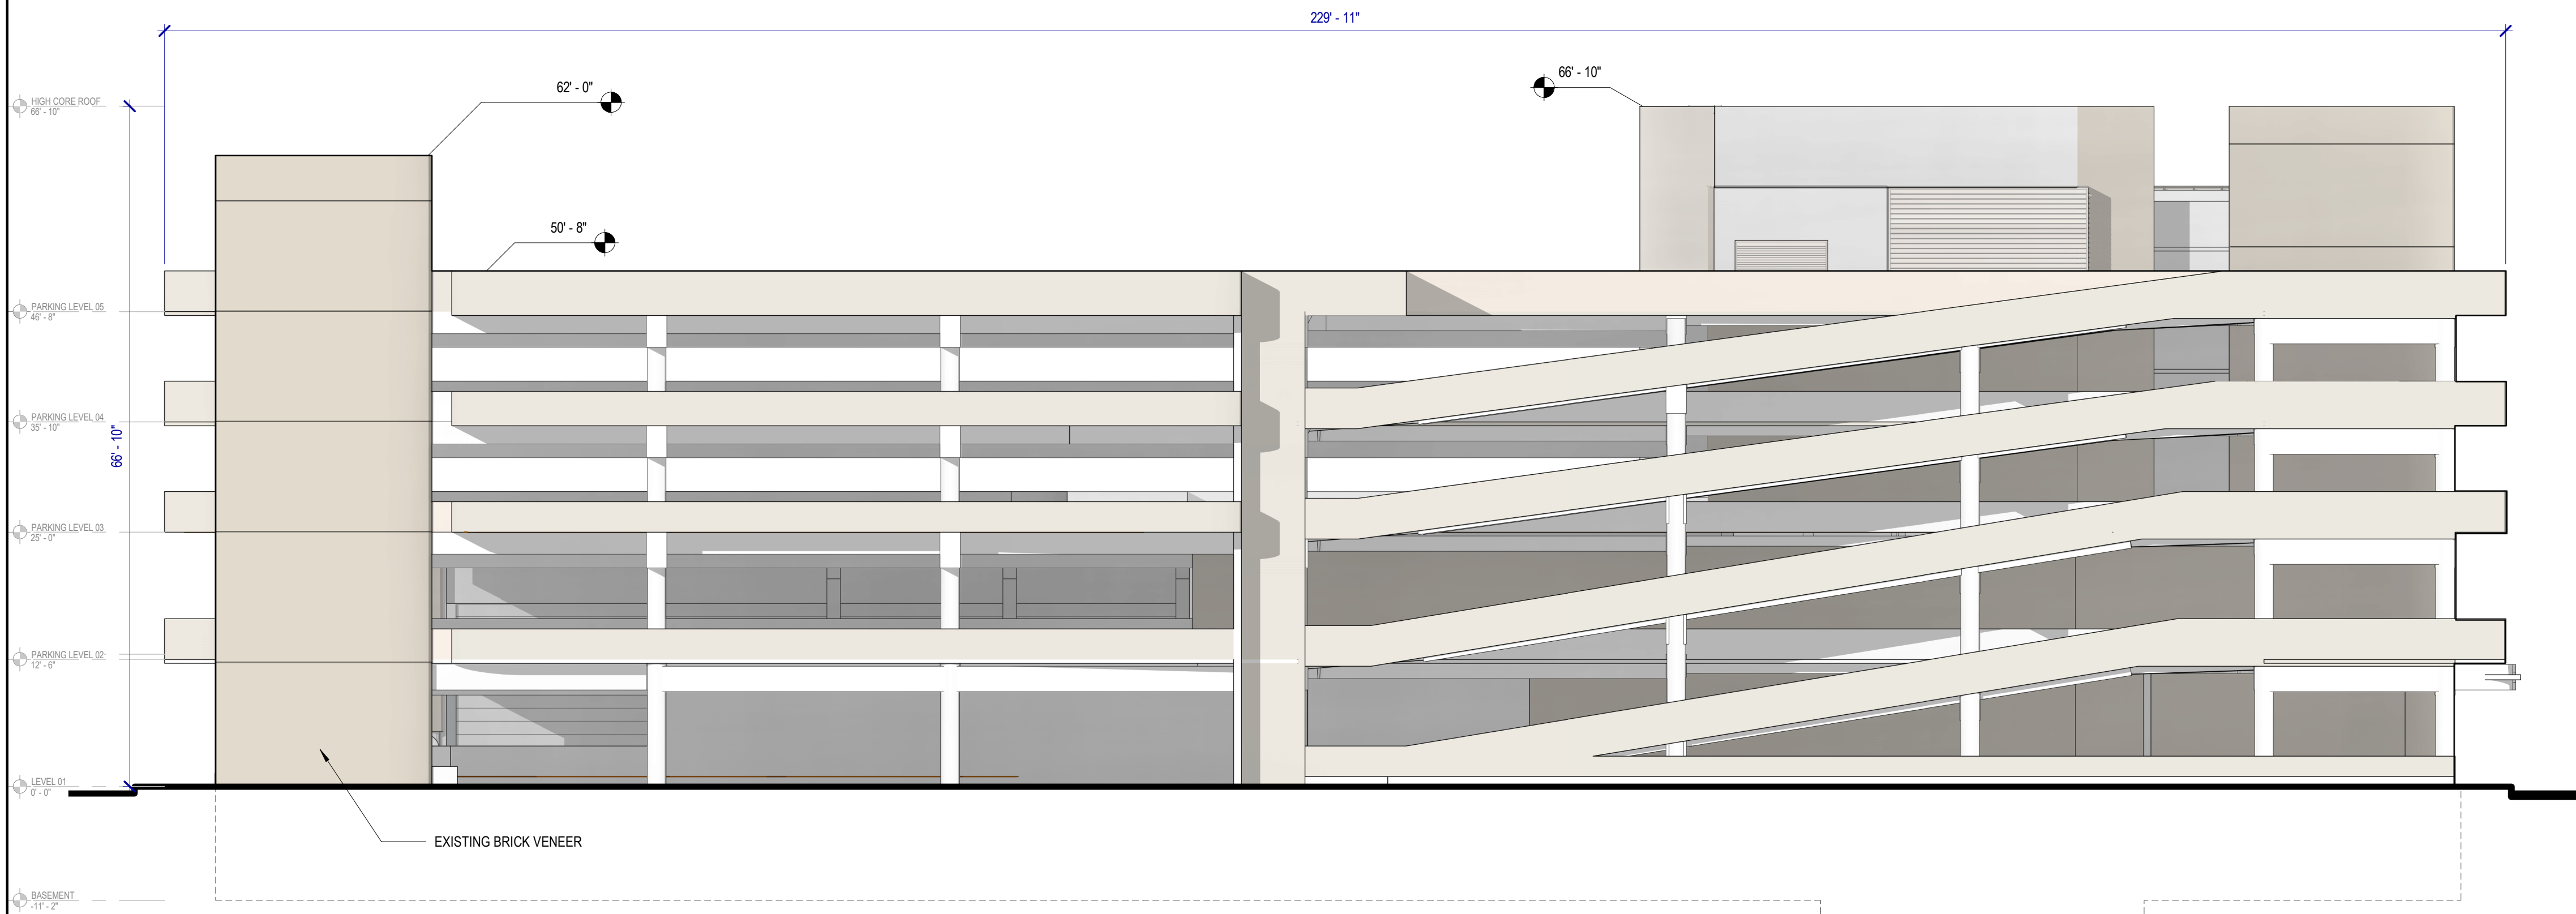 229' - 11"
62' - 0"
66' - 10"
HIGH CORE ROOF
66' - 10"
50' - 8"
PARKING LEVEL 05
46' - 8"
PARKING LEVEL 04
35' - 10"
66' - 10"
PARKING LEVEL 03
25' - 0"
PARKING LEVEL 02
12' - 6"
LEVEL 01
0' - 0"
EXISTING BRICK VENEER
BASEMENT
-11' - 2"